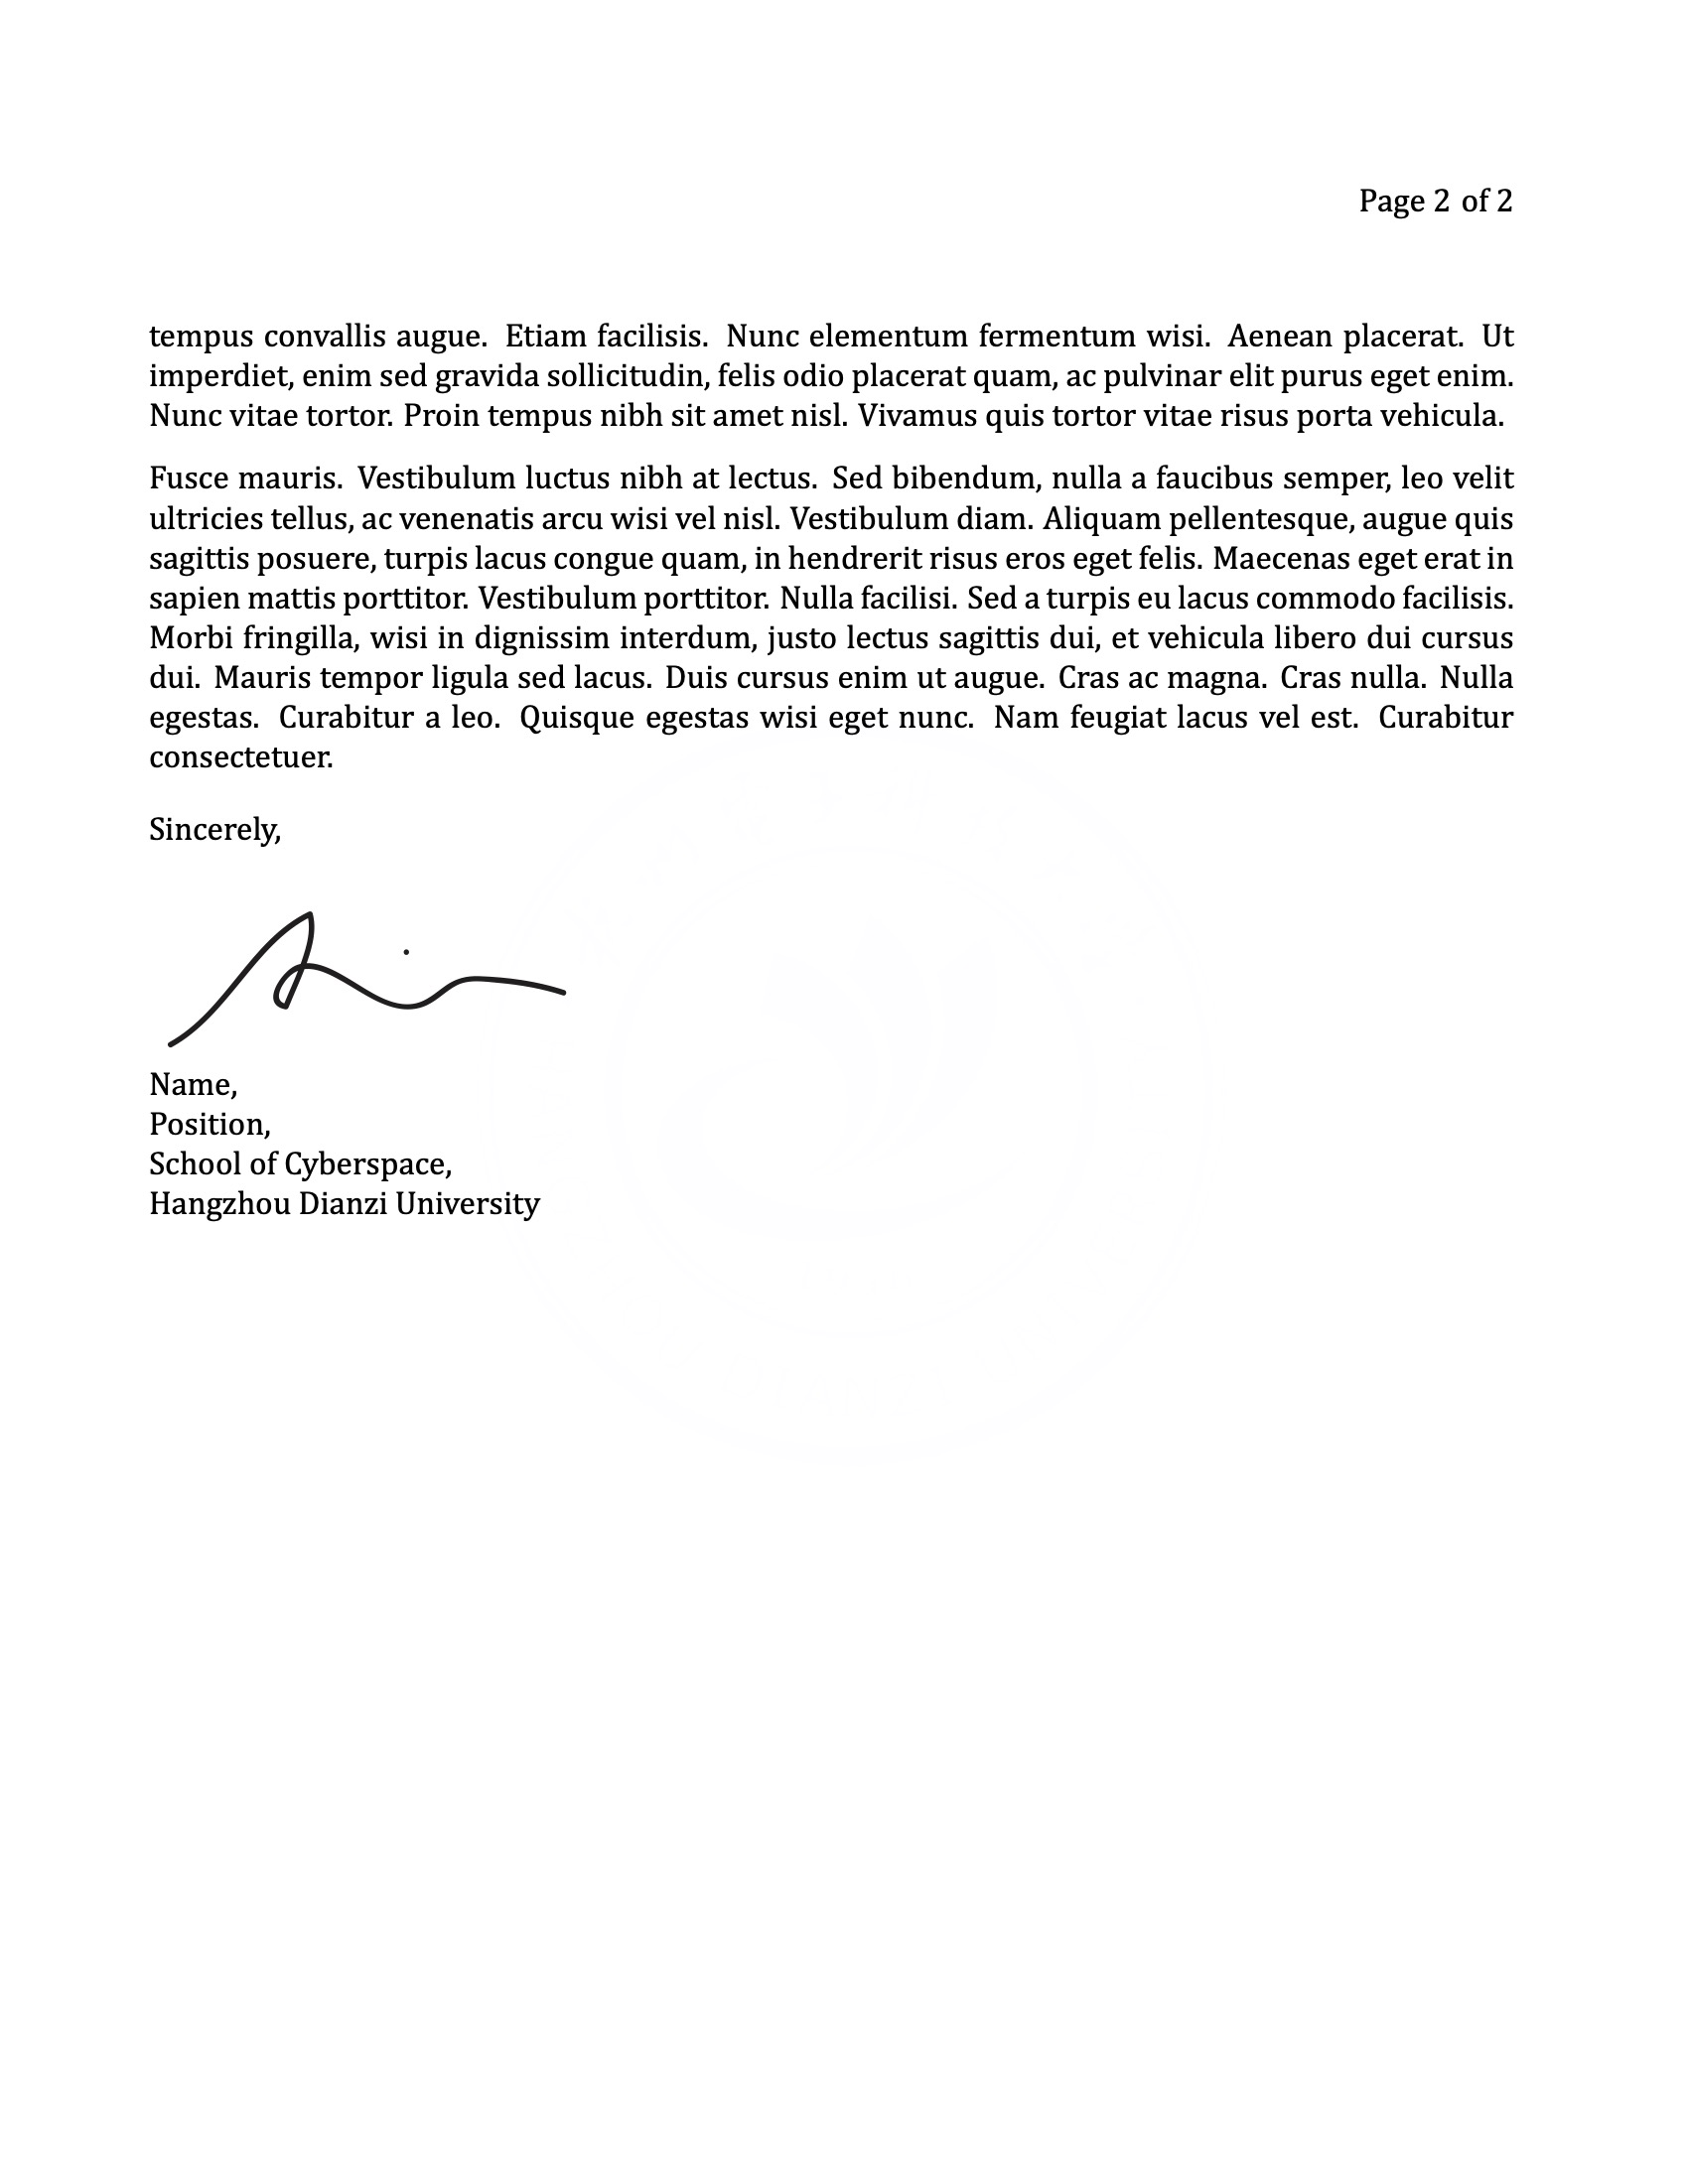 Page 2 of 2
tempus convallis augue. Etiam facilisis. Nunc elementum fermentum wisi. Aenean placerat. Ut
imperdiet, enim sed gravida sollicitudin, felis odio placerat quam, ac pulvinar elit purus eget enim.
Nunc vitae tortor. Proin tempus nibh sit amet nisl. Vivamus quis tortor vitae risus porta vehicula.
Fusce mauris. Vestibulum luctus nibh at lectus. Sed bibendum, nulla a faucibus semper, leo velit
ultricies tellus, ac venenatis arcu wisi vel nisl. Vestibulum diam. Aliquam pellentesque, augue quis
sagittis posuere, turpis lacus congue quam, in hendrerit risus eros eget felis. Maecenas eget erat in
sapien mattis porttitor. Vestibulum porttitor. Nulla facilisi. Sed a turpis eu lacus commodo facilisis.
Morbi fringilla, wisi in dignissim interdum, justo lectus sagittis dui, et vehicula libero dui cursus
dui. Mauris tempor ligula sed lacus. Duis cursus enim ut augue. Cras ac magna. Cras nulla. Nulla
egestas. Curabitur a leo. Quisque egestas wisi eget nunc. Nam feugiat lacus vel est. Curabitur
consectetuer.
Sincerely,
Name,
Position,
School of Cyberspace,
Hangzhou Dianzi University